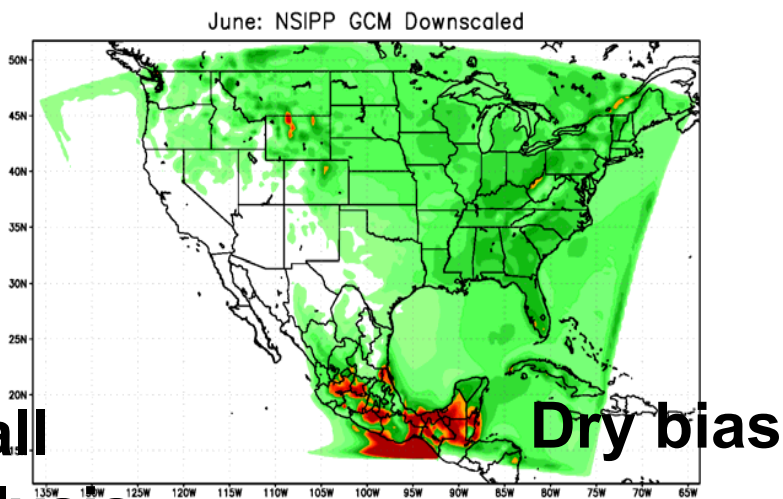 June: NSIPP GCM Downscaled
50N
45N
40N
35N
30N
25N
20N
all
Dry bias
135W 120W 115W 110W 105W 100W 95W 90W 85W 80W 75W 70W 65W